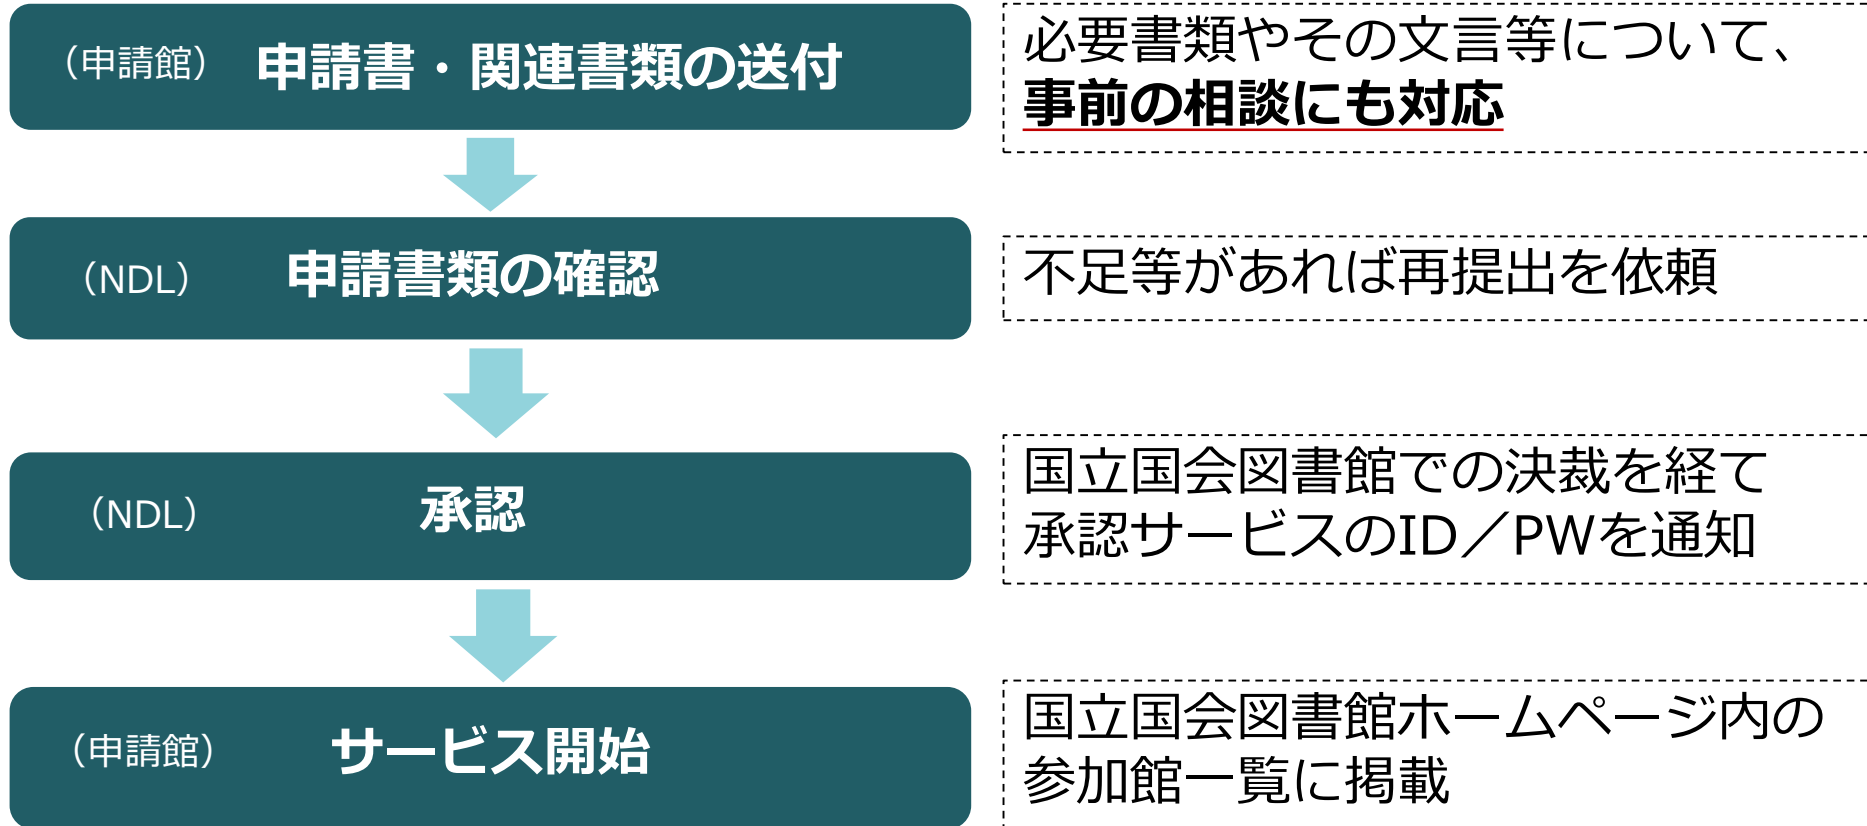 （申請館） 申請書・関連書類の送付
必要書類やその文言等について、
事前の相談にも対応
（NDL） 申請書類の確認
不足等があれば再提出を依頼
（NDL） 承認
国立国会図書館での決裁を経て
承認サービスのID／PWを通知
（申請館） サービス開始
国立国会図書館ホームページ内の
参加館一覧に掲載